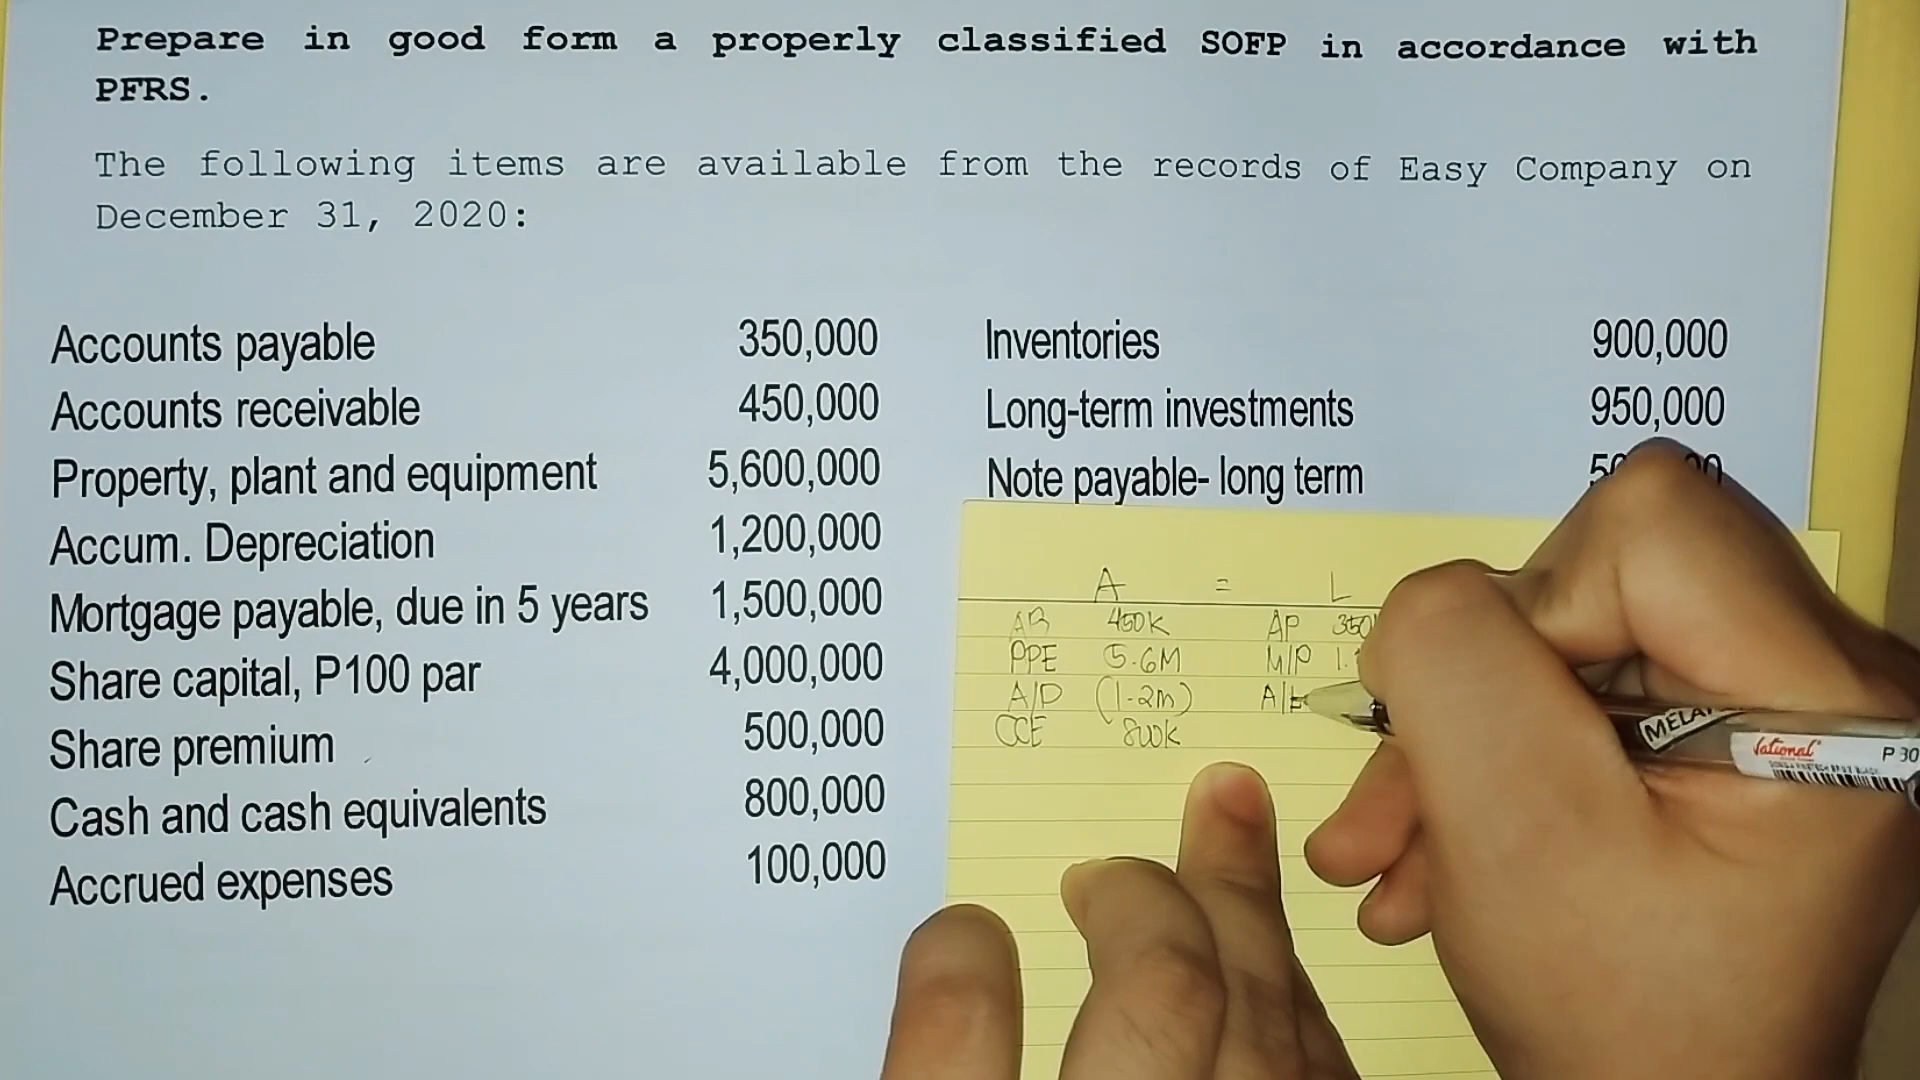 Prepare in good form a properly classified SOFP in accordance with
PFRS.
The following items are available from the records of Easy Company on
December 31, 2020:
Accounts payable 350,000
Accounts receivable 450,000
Property, plant and equipment 5,600,000
Accum. Depreciation 1,200,000
Mortgage payable, due in 5 years 1,500,000
Share capital, P100 par 4,000,000
Share premium 500,000
Cash and cash equivalents 800,000
Accrued expenses 100,000
Inventories 900,000
Long-term investments 950,000
Note payable- long term
A = L
AR 450K AP 350
PPE 5.6M M/P 1.
A/D (1.2m) A/E
CCE 800K
National
P 30